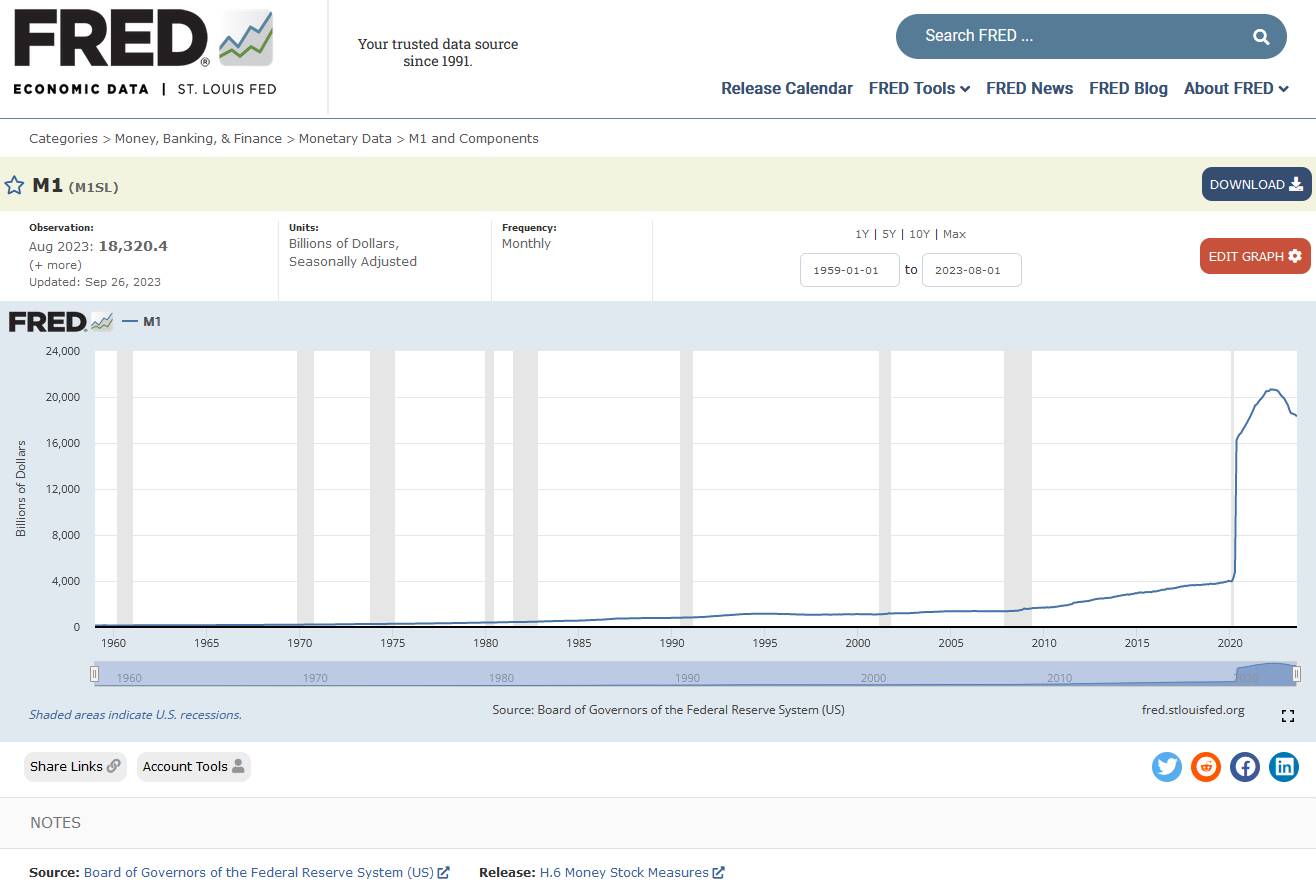 FRED®
ECONOMIC DATA | ST. LOUIS FED
Your trusted data source
since 1991.
Search FRED ...
Release Calendar FRED Tools FRED News FRED Blog About FRED
Categories > Money, Banking, & Finance > Monetary Data > M1 and Components
M1 (M1SL)
DOWNLOAD
Observation:
Aug 2023: 18,320.4
(+ more)
Updated: Sep 26, 2023
Units:
Billions of Dollars,
Seasonally Adjusted
Frequency:
Monthly
1Y | 5Y | 10Y | Max
1959-01-01 to 2023-08-01
EDIT GRAPH
FRED M1
24,000
20,000
16,000
12,000
8,000
4,000
0
Billions of Dollars
1960 1965 1970 1975 1980 1985 1990 1995 2000 2005 2010 2015 2020
1960 1970 1980 1990 2000 2010 2020
Shaded areas indicate U.S. recessions.
Source: Board of Governors of the Federal Reserve System (US)
fred.stlouisfed.org
Share Links Account Tools
NOTES
Source: Board of Governors of the Federal Reserve System (US) Release: H.6 Money Stock Measures